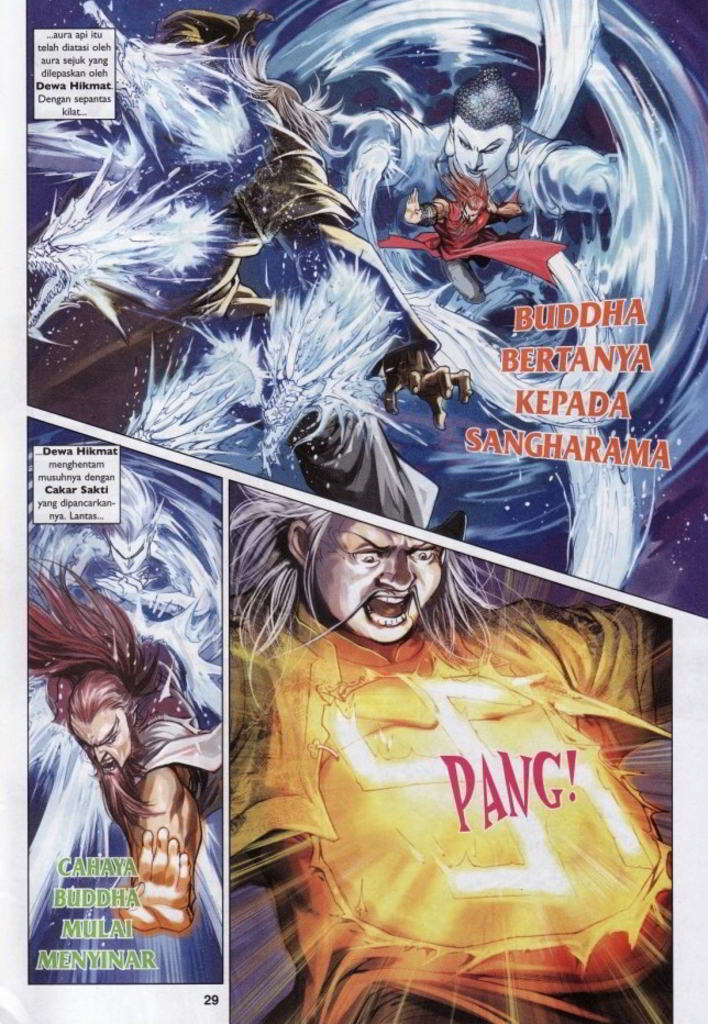 ...aura api itu
telah diatasi oleh
aura sejuk yang
dilepaskan oleh
Dewa Hikmat.
Dengan sepantas
kilat...
BUDDHA
BERTANYA
KEPADA
SANGHARAMA
...Dewa Hikmat
menghentam
musuhnya dengan
Cakar Sakti
yang dipancarkan-
nya. Lantas...
PANG!
CAHAYA
BUDDHA
MULAI
MENYINAR
29